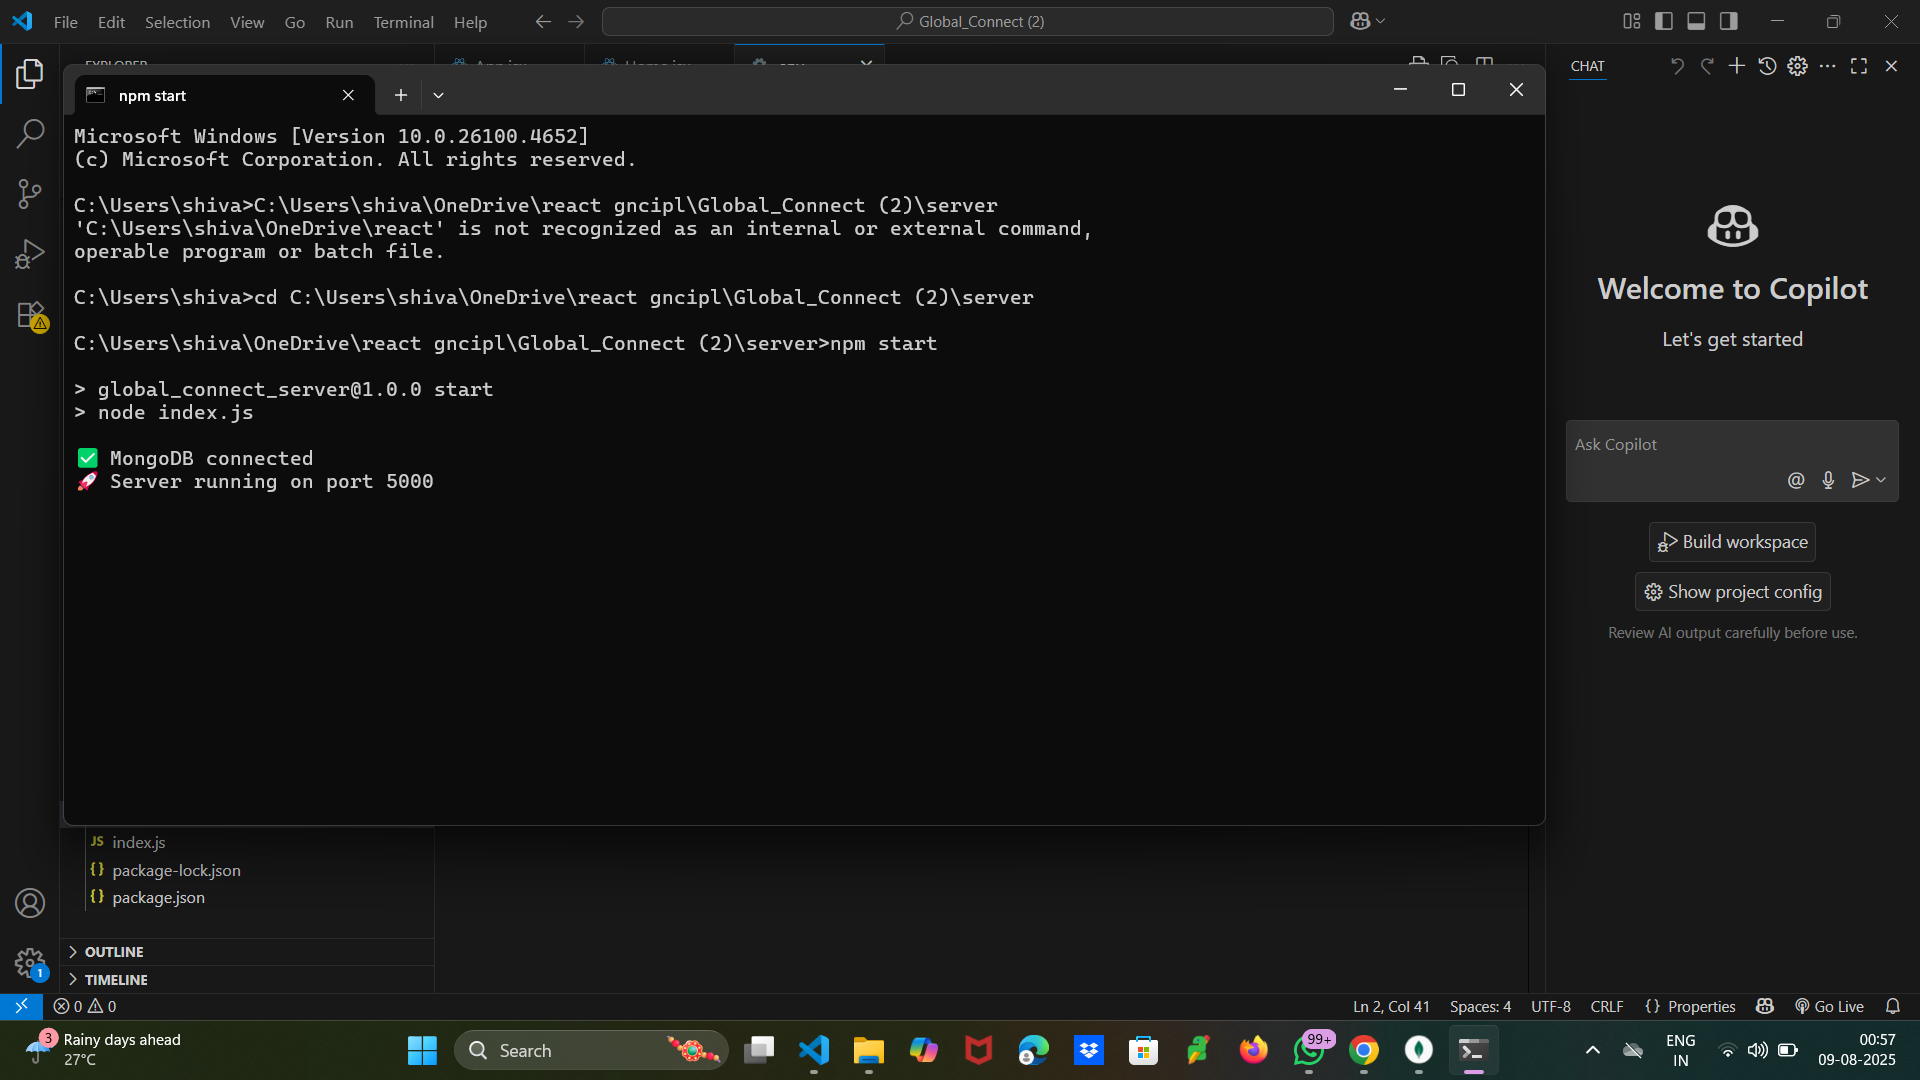 File Edit Selection View Go Run Terminal Help
Global_Connect (2)
EXPLORER
App.jsx
Home.jsx
npm start
Microsoft Windows [Version 10.0.26100.4652]
(c) Microsoft Corporation. All rights reserved.
C:\Users\shiva>C:\Users\shiva\OneDrive\react gncipl\Global_Connect (2)\server
'C:\Users\shiva\OneDrive\react' is not recognized as an internal or external command,
operable program or batch file.
C:\Users\shiva>cd C:\Users\shiva\OneDrive\react gncipl\Global_Connect (2)\server
C:\Users\shiva\OneDrive\react gncipl\Global_Connect (2)\server>npm start
> global_connect_server@1.0.0 start
> node index.js
✅ MongoDB connected
🚀 Server running on port 5000
CHAT
Welcome to Copilot
Let's get started
Ask Copilot
Build workspace
Show project config
Review AI output carefully before use.
JS index.js
{} package-lock.json
{} package.json
OUTLINE
TIMELINE
1
0 0
Ln 2, Col 41 Spaces: 4 UTF-8 CRLF {} Properties Go Live
3
Rainy days ahead
27°C
Search
99+
ENG
IN
00:57
09-08-2025